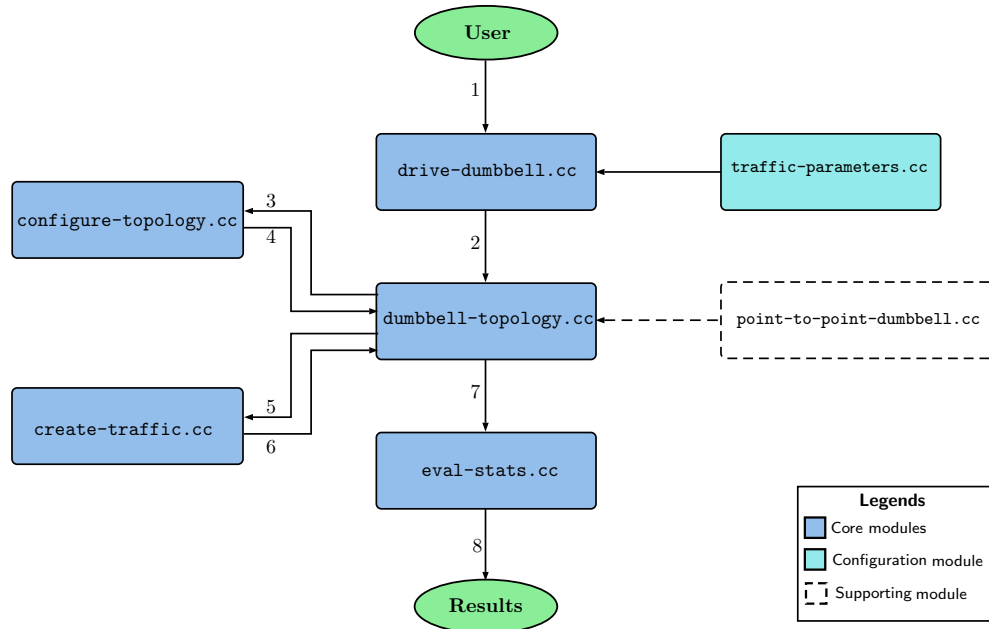 User
1
drive-dumbbell.cc
traffic-parameters.cc
configure-topology.cc
3
4
2
dumbbell-topology.cc
point-to-point-dumbbell.cc
create-traffic.cc
5
6
7
eval-stats.cc
8
Results
Legends
Core modules
Configuration module
Supporting module